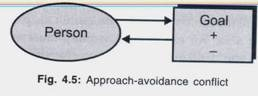 Person
Goal
+
–
Fig. 4.5: Approach-avoidance conflict